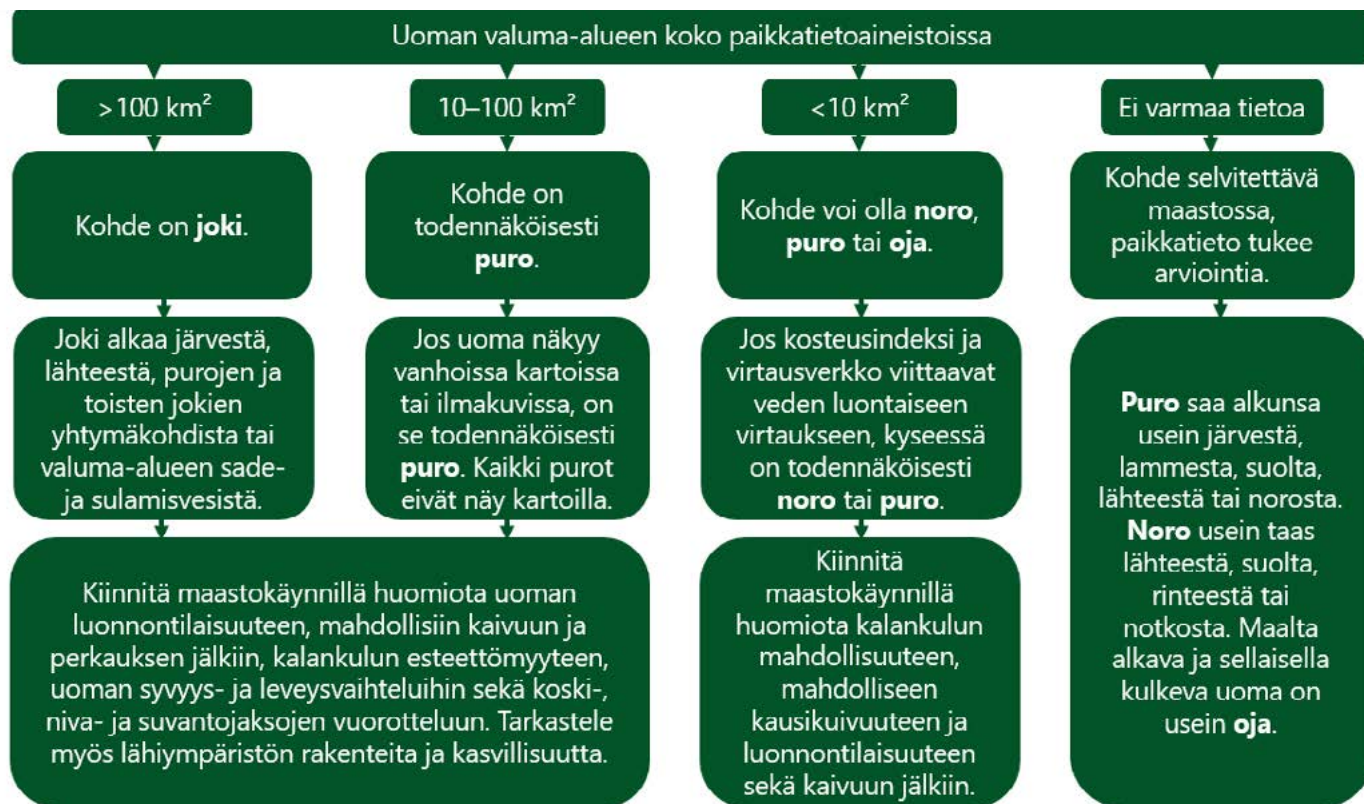 Uoman valuma-alueen koko paikkatietoaineistoissa
>100 km²
10–100 km²
<10 km²
Ei varmaa tietoa
Kohde on joki.
Kohde on
todennäköisesti
puro.
Kohde voi olla noro,
puro tai oja.
Kohde selvitettävä
maastossa,
paikkatieto tukee
arviointia.
Joki alkaa järvestä,
lähteestä, purojen ja
toisten jokien
yhtymäkohdista tai
valuma-alueen sade-
ja sulamisvesistä.
Jos uoma näkyy
vanhoissa kartoissa
tai ilmakuvissa, on
se todennäköisesti
puro. Kaikki purot
eivät näy kartoilla.
Jos kosteusindeksi ja
virtausverkko viittaavat
veden luontaiseen
virtaukseen, kyseessä
on todennäköisesti
noro tai puro.
Puro saa alkunsa
usein järvestä,
lammesta, suolta,
lähteestä tai norosta.
Noro usein taas
lähteestä, suolta,
rinteestä tai
notkosta. Maalta
alkava ja sellaisella
kulkeva uoma on
usein oja.
Kiinnitä maastokäynnillä huomiota uoman
luonnontilaisuuteen, mahdollisiin kaivuun ja
perkauksen jälkiin, kalankulun esteettömyyteen,
uoman syvyys- ja leveysvaihteluihin sekä koski-,
niva- ja suvantojaksojen vuorotteluun. Tarkastele
myös lähiympäristön rakenteita ja kasvillisuutta.
Kiinnitä
maastokäynnillä
huomiota kalankulun
mahdollisuuteen,
mahdolliseen
kausikuivuuteen ja
luonnontilaisuuteen
sekä kaivuun jälkiin.